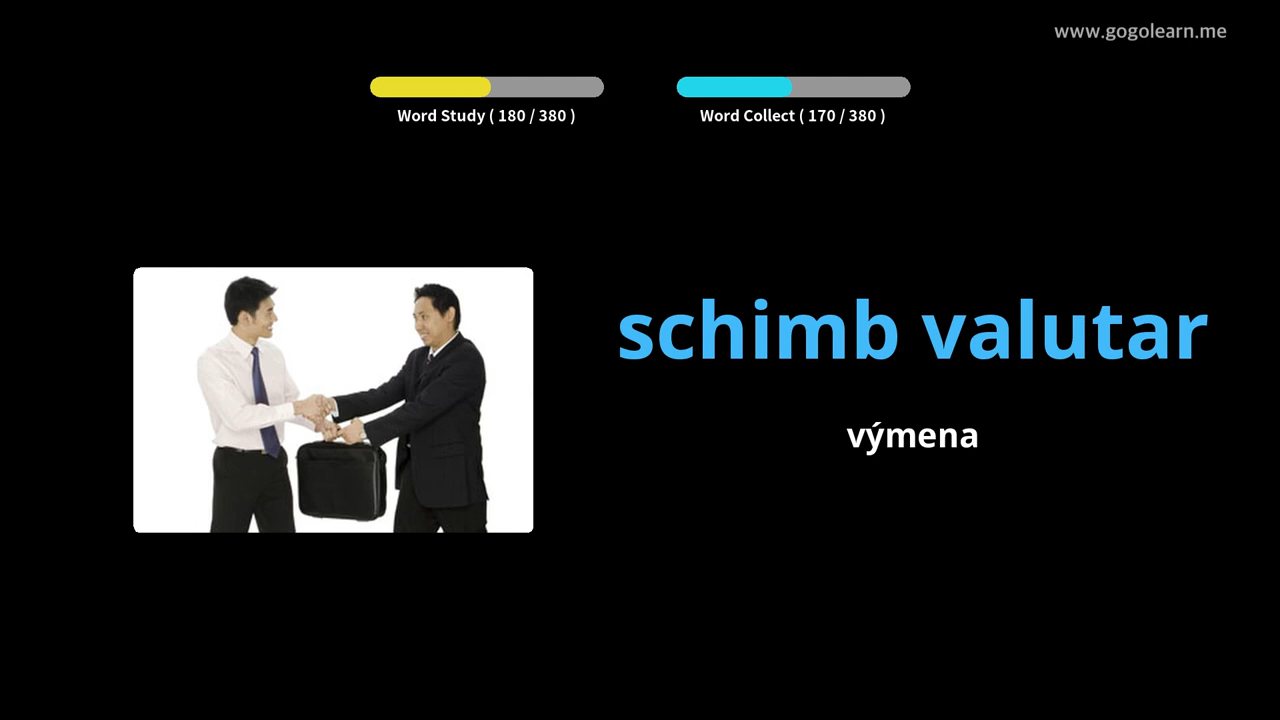 www.gogolearn.me
Word Study ( 180 / 380 )
Word Collect ( 170 / 380 )
schimb valutar
výmena